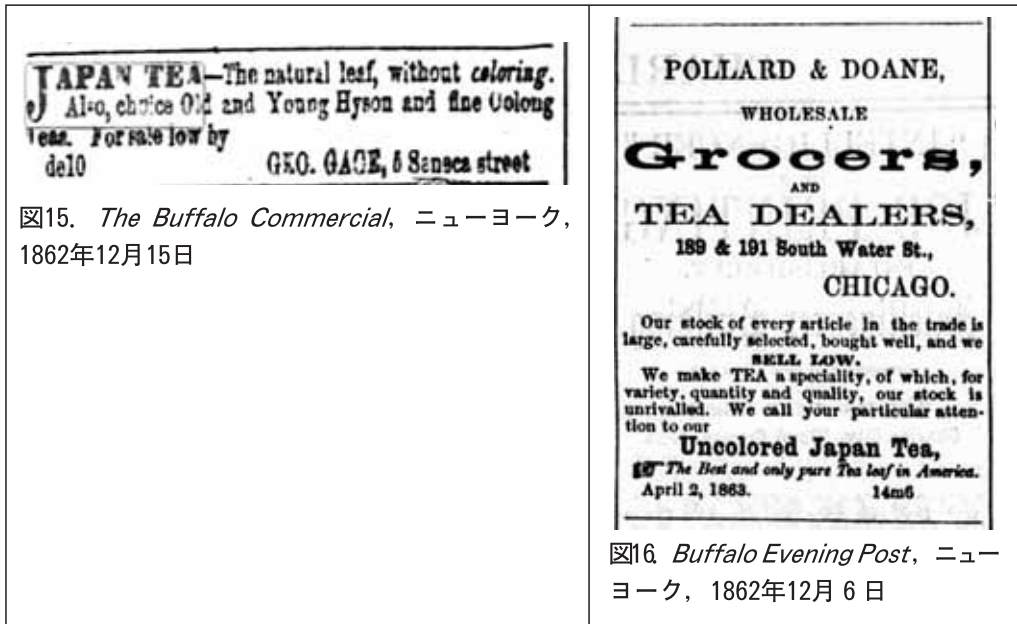 JAPAN TEA—The natural leaf, without coloring.
Also, choice Old and Young Hyson and fine Oolong
Teas. For sale low by
de10 GEO. GAGE, 5 Seneca street
図15. The Buffalo Commercial, ニューヨーク,
1862年12月15日
POLLARD & DOANE,
WHOLESALE
Grocers,
AND
TEA DEALERS,
189 & 191 South Water St.,
CHICAGO.
Our stock of every article in the trade is
large, carefully selected, bought well, and we
SELL LOW.
We make TEA a speciality, of which, for
variety, quantity and quality, our stock is
unrivalled. We call your particular atten-
tion to our
Uncolored Japan Tea,
☞ The Best and only pure Tea leaf in America.
April 2, 1863. 14m6
図16. Buffalo Evening Post, ニュー
ヨーク, 1862年12月 6 日